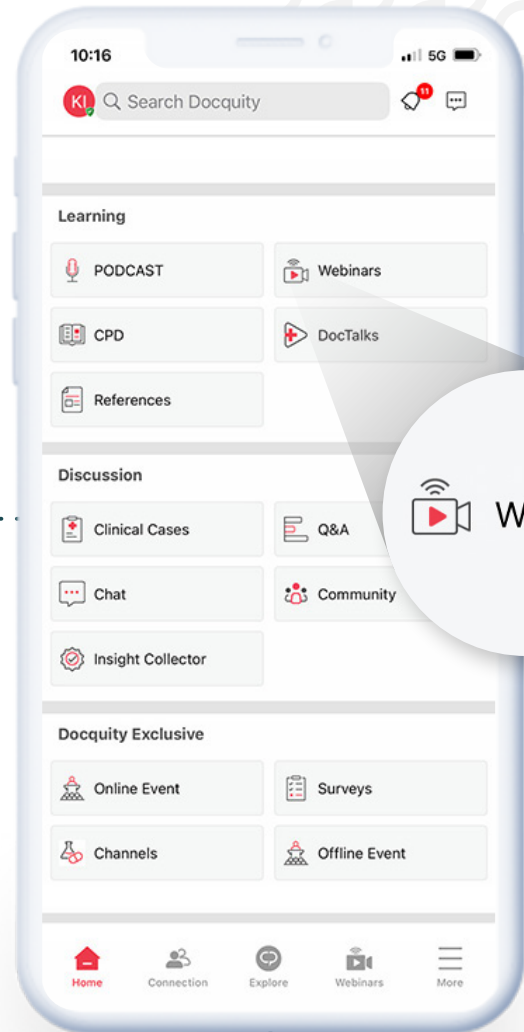 10:16 5G
KI Search Docquity 11
Learning
PODCAST Webinars
CPD DocTalks
References
Discussion
Clinical Cases Q&A
W
Chat Community
Insight Collector
Docquity Exclusive
Online Event Surveys
Channels Offline Event
Home Connection Explore Webinars More